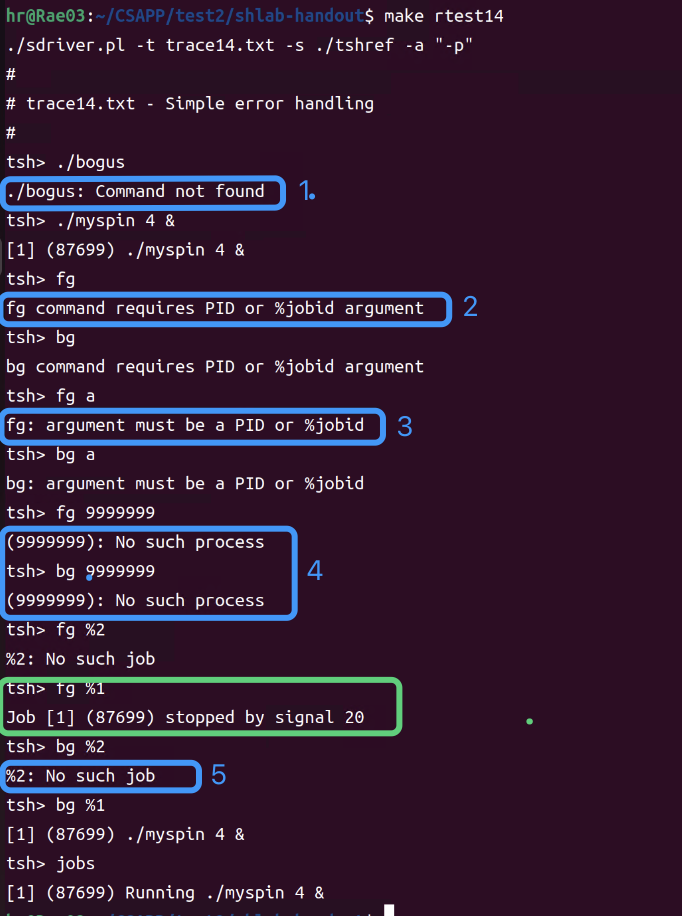 hr@Rae03:~/CSAPP/test2/shlab-handout$ make rtest14
./sdriver.pl -t trace14.txt -s ./tshref -a "-p"
#
# trace14.txt - Simple error handling
#
tsh> ./bogus
./bogus: Command not found 1.
tsh> ./myspin 4 &
[1] (87699) ./myspin 4 &
tsh> fg
fg command requires PID or %jobid argument 2
tsh> bg
bg command requires PID or %jobid argument
tsh> fg a
fg: argument must be a PID or %jobid 3
tsh> bg a
bg: argument must be a PID or %jobid
tsh> fg 9999999
(9999999): No such process
tsh> bg 9999999 4
(9999999): No such process
tsh> fg %2
%2: No such job
tsh> fg %1
Job [1] (87699) stopped by signal 20
tsh> bg %2
%2: No such job 5
tsh> bg %1
[1] (87699) ./myspin 4 &
tsh> jobs
[1] (87699) Running ./myspin 4 &